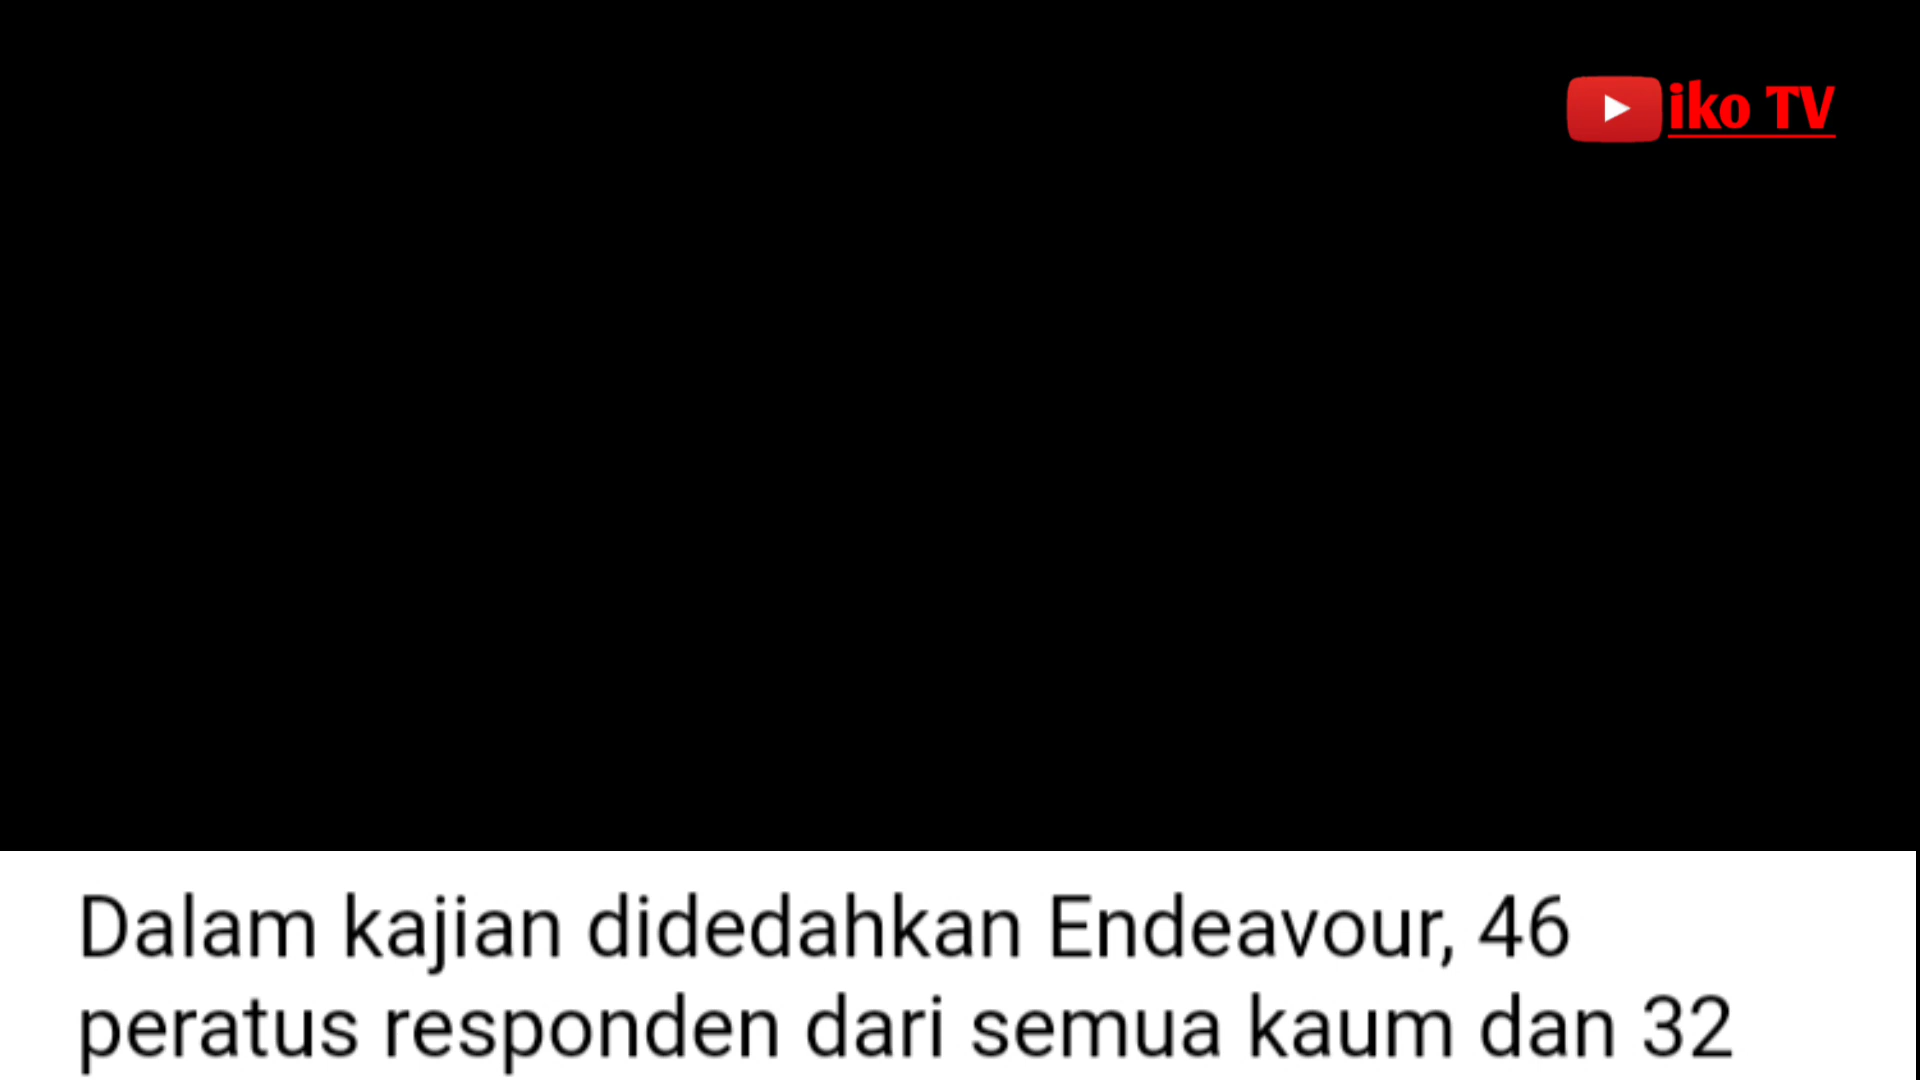 iko TV
Dalam kajian didedahkan Endeavour, 46
peratus responden dari semua kaum dan 32